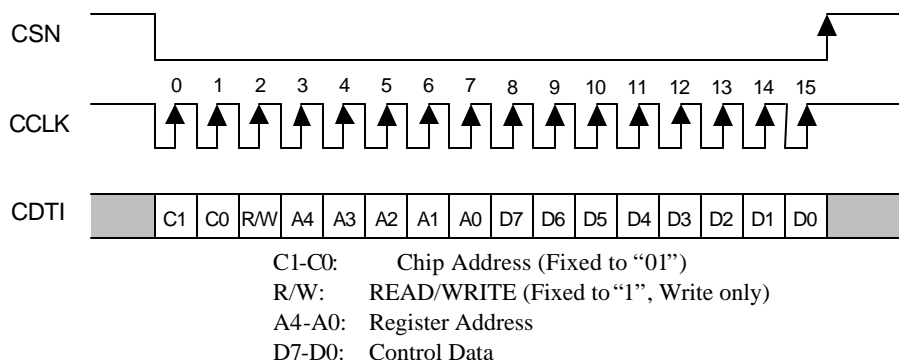 CSN
0 1 2 3 4 5 6 7 8 9 10 11 12 13 14 15
CCLK
CDTI
C1 C0 R/W A4 A3 A2 A1 A0 D7 D6 D5 D4 D3 D2 D1 D0
C1-C0: Chip Address (Fixed to “01”)
R/W: READ/WRITE (Fixed to “1”, Write only)
A4-A0: Register Address
D7-D0: Control Data